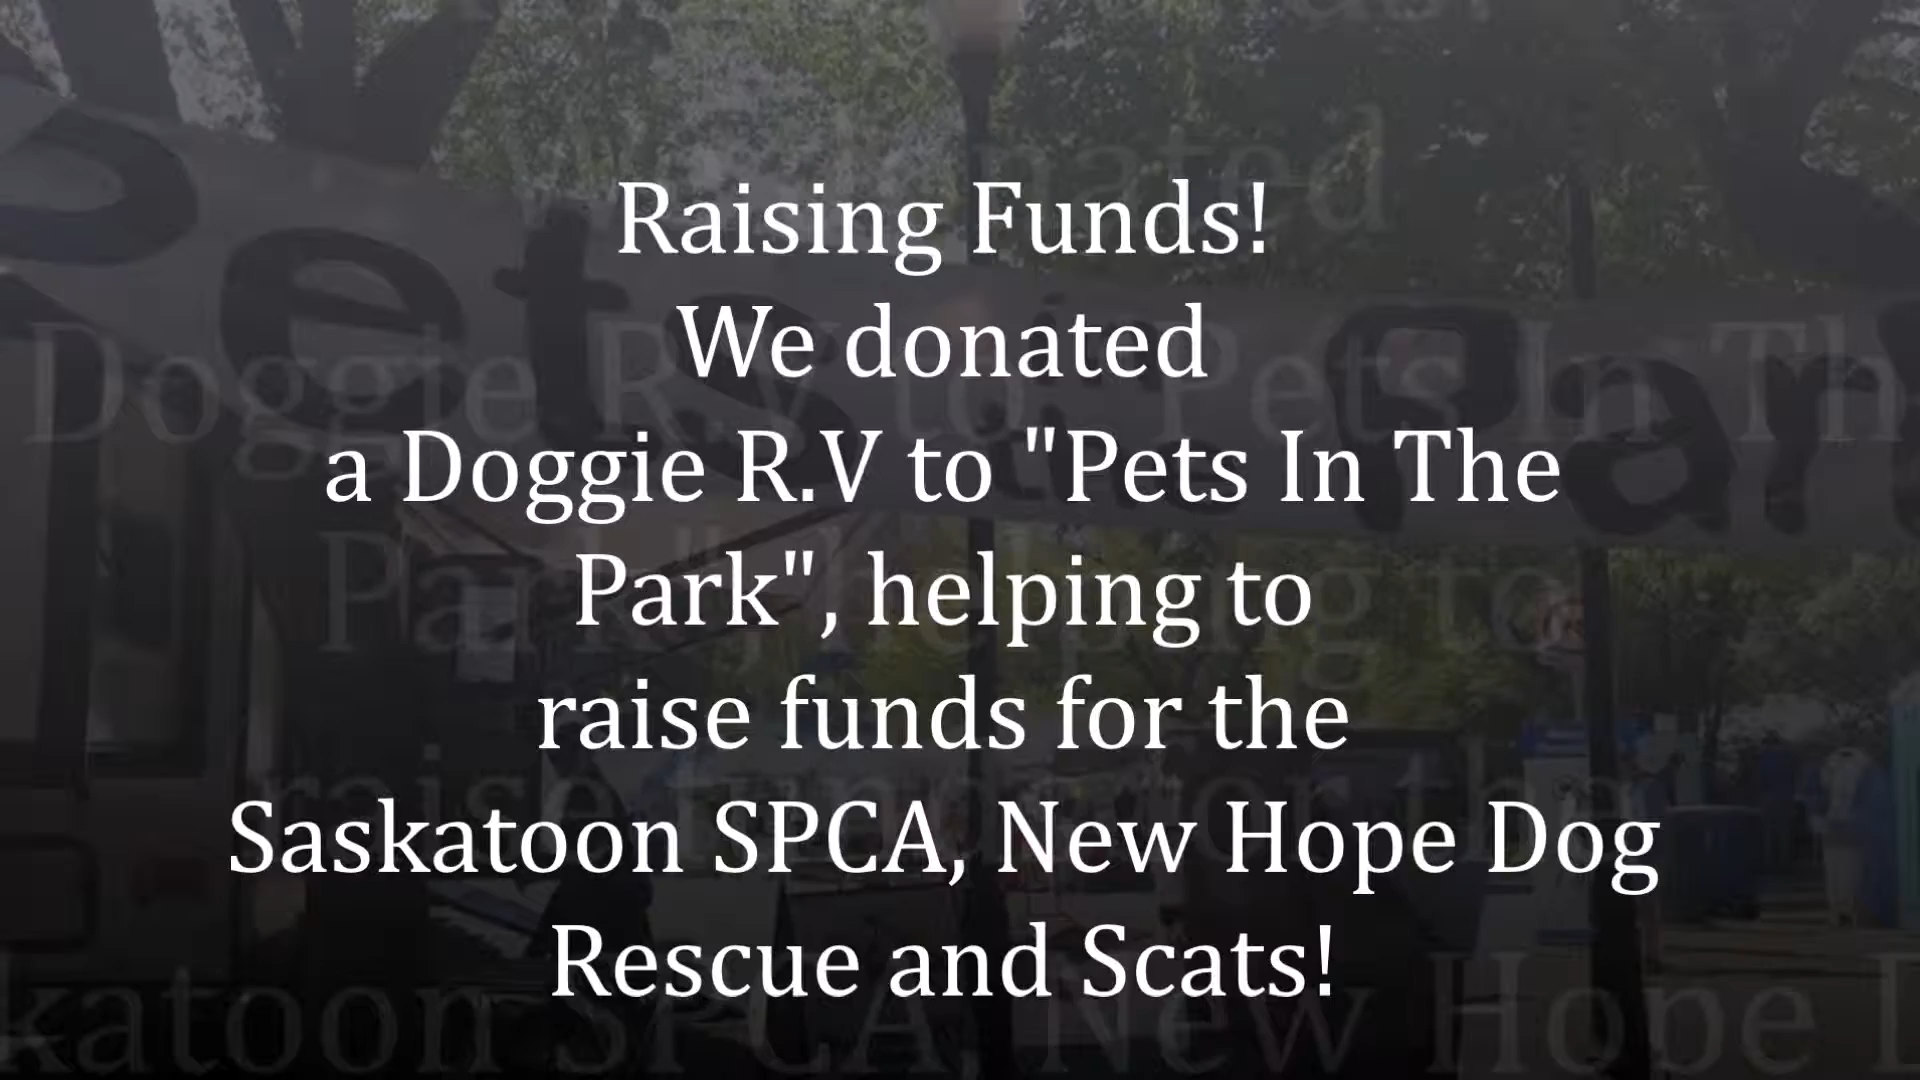 Raising Funds!
We donated
a Doggie R.V to "Pets In The
Park", helping to
raise funds for the
Saskatoon SPCA, New Hope Dog
Rescue and Scats!